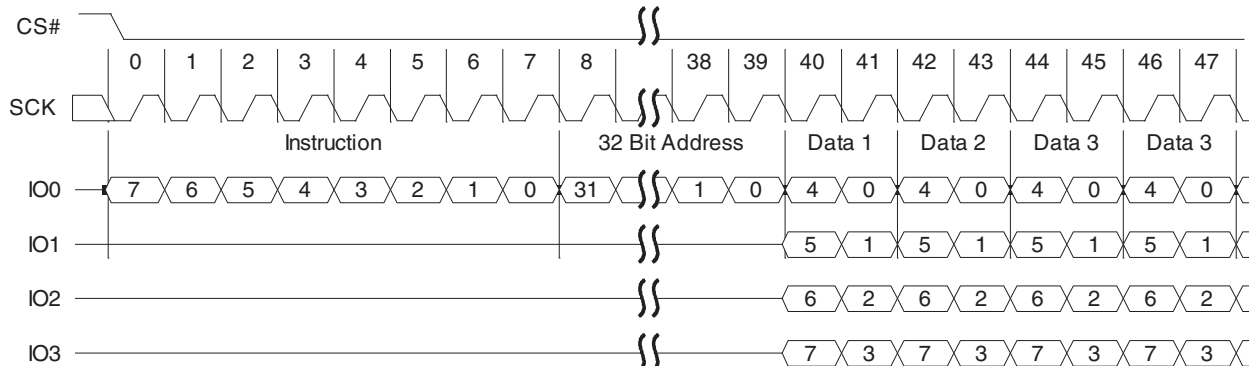 CS#
0 1 2 3 4 5 6 7 8 38 39 40 41 42 43 44 45 46 47
SCK
Instruction 32 Bit Address Data 1 Data 2 Data 3 Data 3
IO0 7 6 5 4 3 2 1 0 31 1 0 4 0 4 0 4 0 4 0
IO1 5 1 5 1 5 1 5 1
IO2 6 2 6 2 6 2 6 2
IO3 7 3 7 3 7 3 7 3